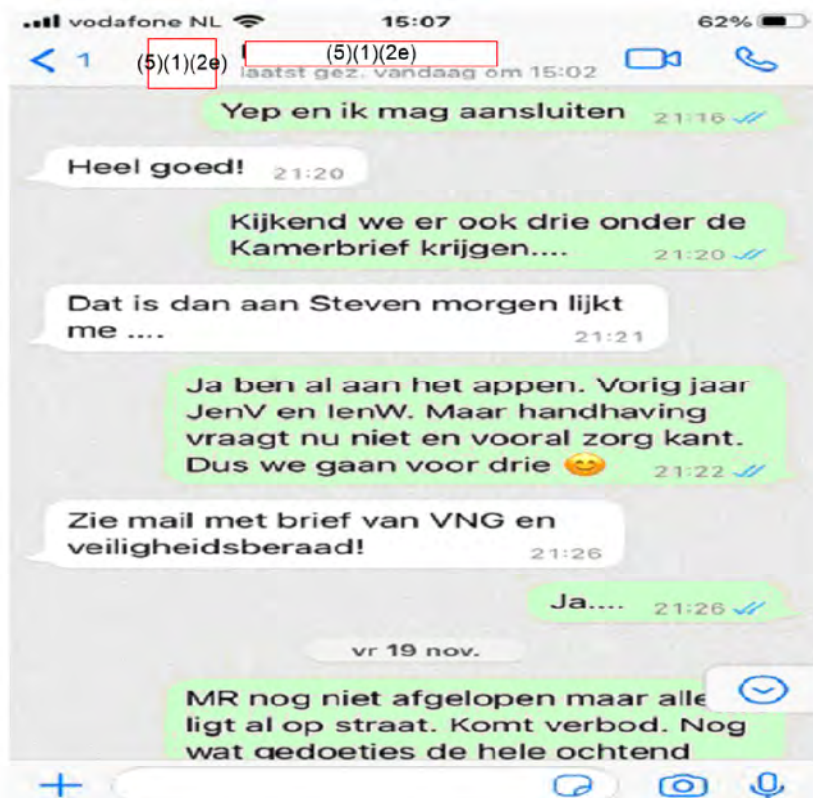 vodafone NL 15:07 62%
1 (5)(1)(2e) (5)(1)(2e)
laatst gez. vandaag om 15:02
Yep en ik mag aansluiten 21:16
Heel goed! 21:20
Kijkend we er ook drie onder de
Kamerbrief krijgen.... 21:20
Dat is dan aan Steven morgen lijkt
me .... 21:21
Ja ben al aan het appen. Vorig jaar
JenV en IenW. Maar handhaving
vraagt nu niet en vooral zorg kant.
Dus we gaan voor drie 😊 21:22
Zie mail met brief van VNG en
veiligheidsberaad! 21:26
Ja.... 21:26
vr 19 nov.
MR nog niet afgelopen maar alle
ligt al op straat. Komt verbod. Nog
wat gedoetjes de hele ochtend